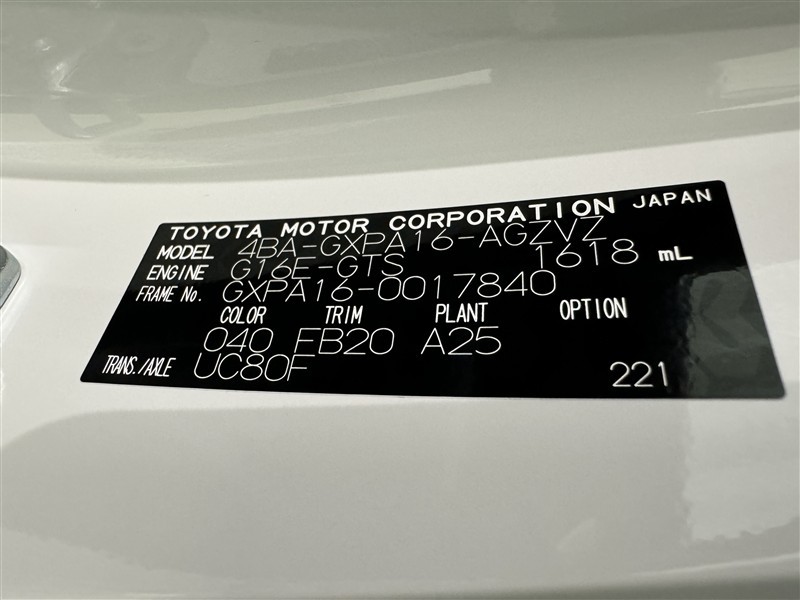 TOYOTA MOTOR CORPORATION JAPAN
MODEL 4BA-GXPA16-AGZVZ
ENGINE G16E-GTS 1618 mL
FRAME No. GXPA16-0017840
COLOR TRIM PLANT OPTION
040 EB20 A25
TRANS./AXLE UC80F 221